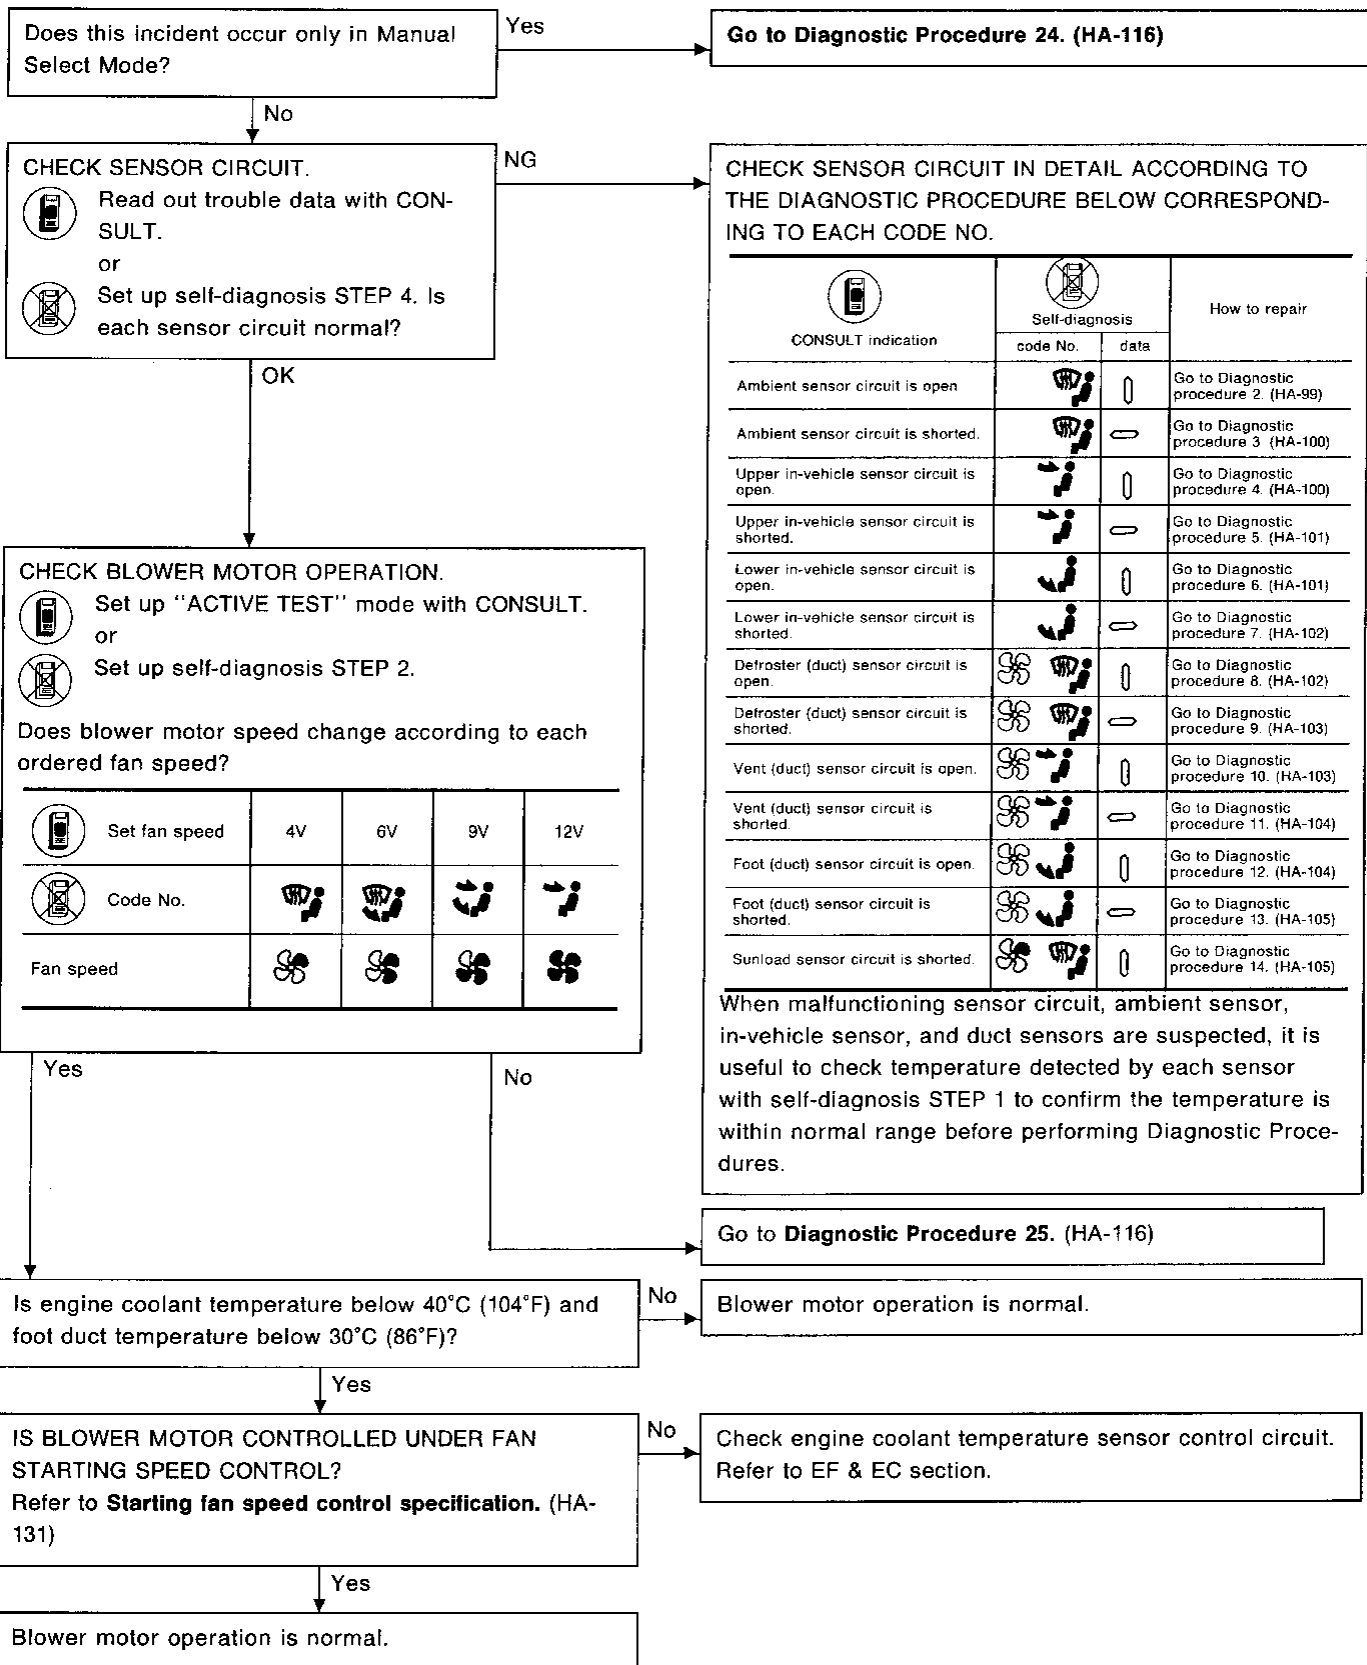 Does this incident occur only in Manual
Select Mode?
Yes
Go to Diagnostic Procedure 24. (HA-116)
No
CHECK SENSOR CIRCUIT.
Read out trouble data with CON-
SULT.
or
Set up self-diagnosis STEP 4. Is
each sensor circuit normal?
NG
OK
CHECK SENSOR CIRCUIT IN DETAIL ACCORDING TO
THE DIAGNOSTIC PROCEDURE BELOW CORRESPOND-
ING TO EACH CODE NO.
CONSULT indication
Self-diagnosis
code No.
data
How to repair
Ambient sensor circuit is open
Go to Diagnostic
procedure 2. (HA-99)
Ambient sensor circuit is shorted.
Go to Diagnostic
procedure 3 (HA-100)
Upper in-vehicle sensor circuit is
open.
Go to Diagnostic
procedure 4. (HA-100)
Upper in-vehicle sensor circuit is
shorted.
Go to Diagnostic
procedure 5. (HA-101)
Lower in-vehicle sensor circuit is
open.
Go to Diagnostic
procedure 6. (HA-101)
Lower in-vehicle sensor circuit is
shorted.
Go to Diagnostic
procedure 7. (HA-102)
Defroster (duct) sensor circuit is
open.
Go to Diagnostic
procedure 8. (HA-102)
Defroster (duct) sensor circuit is
shorted.
Go to Diagnostic
procedure 9. (HA-103)
Vent (duct) sensor circuit is open.
Go to Diagnostic
procedure 10. (HA-103)
Vent (duct) sensor circuit is
shorted.
Go to Diagnostic
procedure 11. (HA-104)
Foot (duct) sensor circuit is open.
Go to Diagnostic
procedure 12. (HA-104)
Foot (duct) sensor circuit is
shorted.
Go to Diagnostic
procedure 13. (HA-105)
Sunload sensor circuit is shorted.
Go to Diagnostic
procedure 14. (HA-105)
When malfunctioning sensor circuit, ambient sensor,
in-vehicle sensor, and duct sensors are suspected, it is
useful to check temperature detected by each sensor
with self-diagnosis STEP 1 to confirm the temperature is
within normal range before performing Diagnostic Proce-
dures.
CHECK BLOWER MOTOR OPERATION.
Set up "ACTIVE TEST" mode with CONSULT.
or
Set up self-diagnosis STEP 2.
Does blower motor speed change according to each
ordered fan speed?
Set fan speed
4V
6V
9V
12V
Code No.
Fan speed
Yes
No
Go to Diagnostic Procedure 25. (HA-116)
Is engine coolant temperature below 40°C (104°F) and
foot duct temperature below 30°C (86°F)?
No
Blower motor operation is normal.
Yes
IS BLOWER MOTOR CONTROLLED UNDER FAN
STARTING SPEED CONTROL?
Refer to Starting fan speed control specification. (HA-
131)
No
Check engine coolant temperature sensor control circuit.
Refer to EF & EC section.
Yes
Blower motor operation is normal.